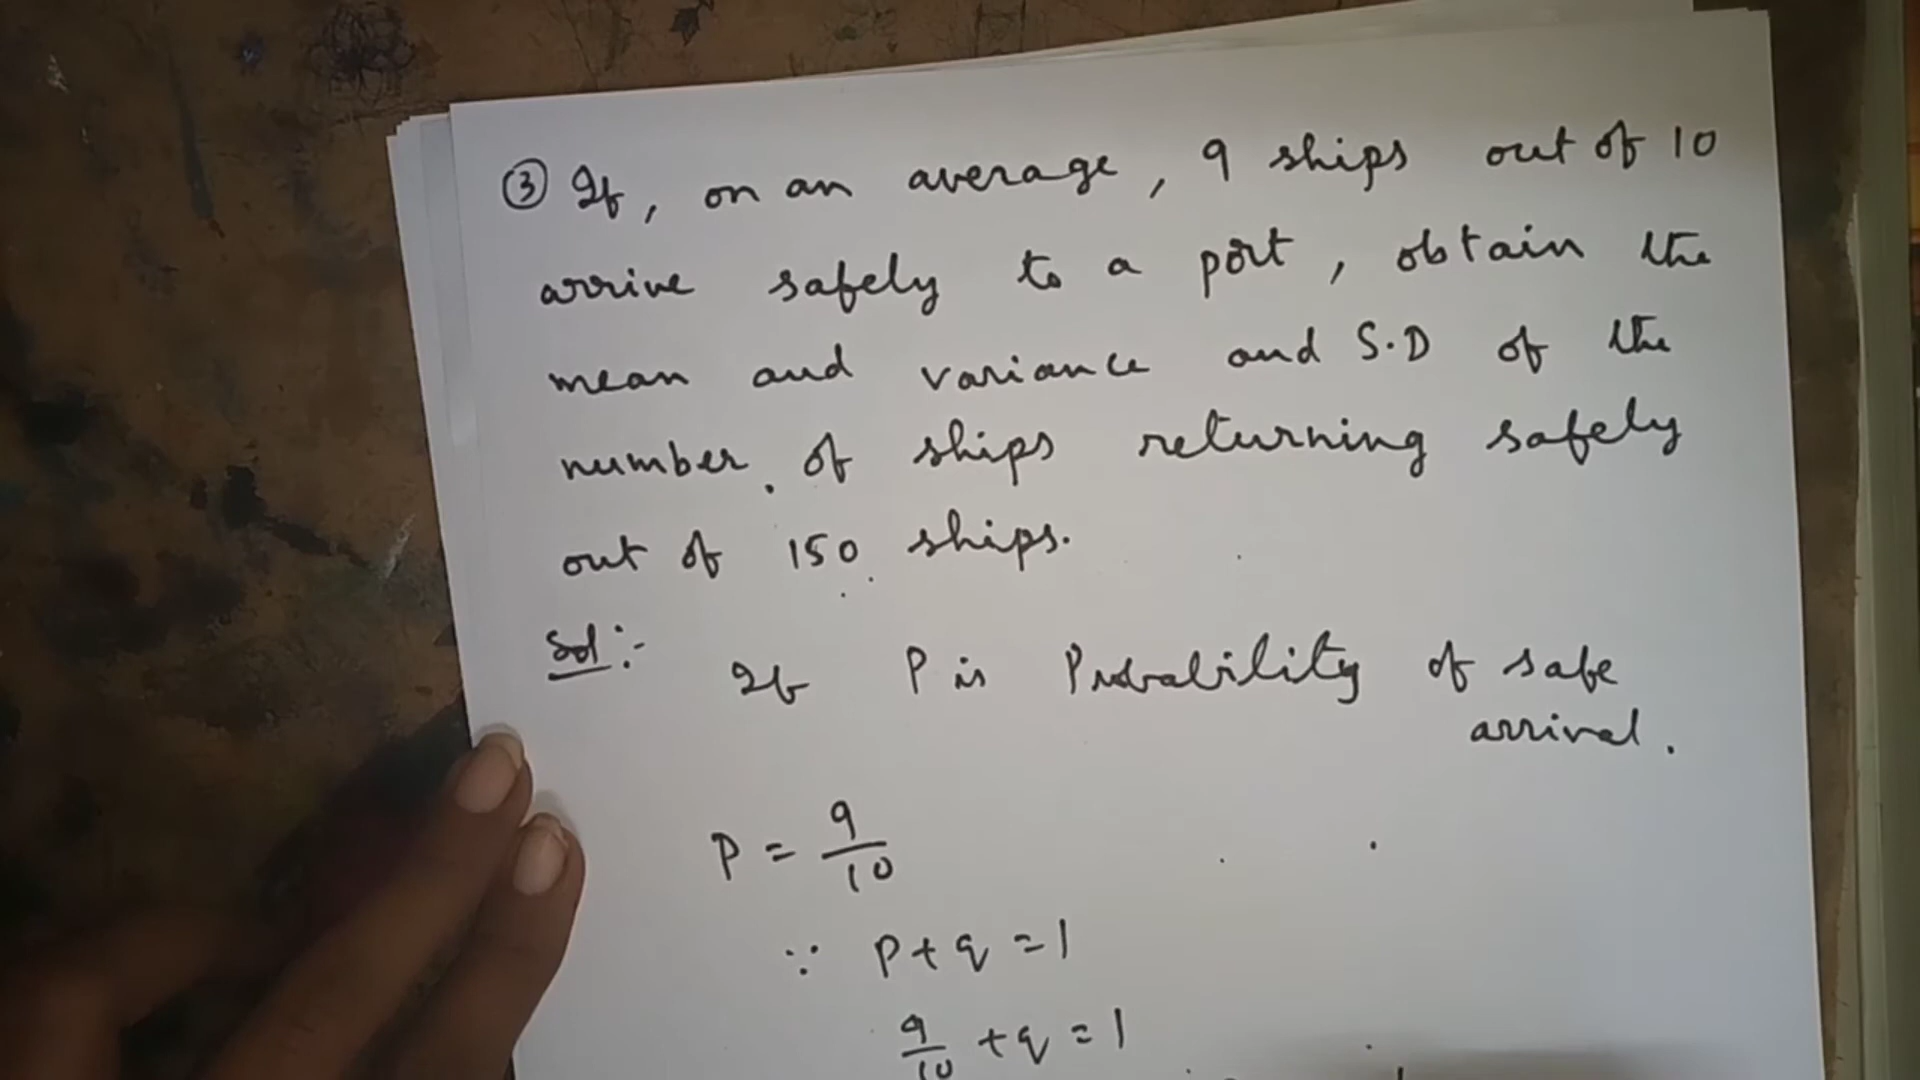 ③ If, on an average, 9 ships out of 10
arrive safely to a port, obtain the
mean and variance and S.D of the
number of ships returning safely
out of 150 ships.
Sol :- If P is Probability of safe
arrival.
P = 9/10
∵ P + q = 1
9/10 + q = 1